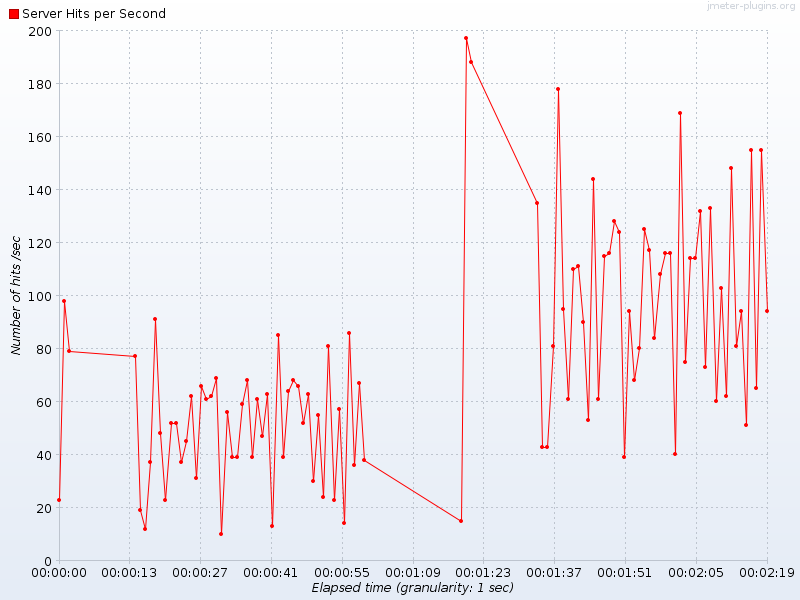 jmeter-plugins.org
Server Hits per Second
200
180
160
140
120
100
80
60
40
20
0
Number of hits /sec
00:00:00 00:00:13 00:00:27 00:00:41 00:00:55 00:01:09 00:01:23 00:01:37 00:01:51 00:02:05 00:02:19
Elapsed time (granularity: 1 sec)